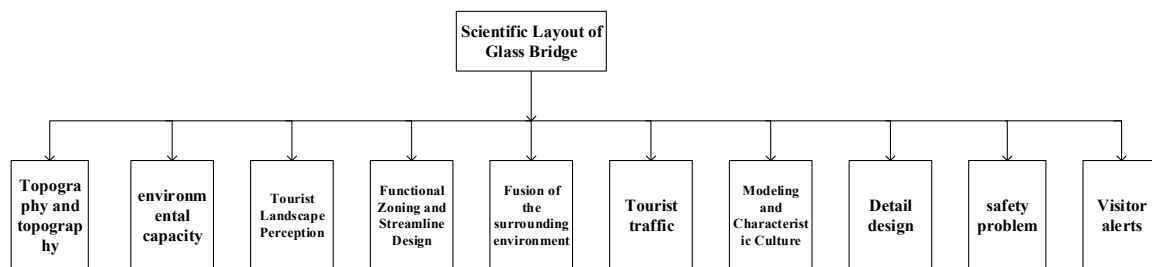 Scientific Layout of
Glass Bridge
Topogra
phy and
topograp
hy
environm
ental
capacity
Tourist
Landscape
Perception
Functional
Zoning and
Streamline
Design
Fusion of
the
surrounding
environment
Tourist
traffic
Modeling
and
Characterist
ic Culture
Detail
design
safety
problem
Visitor
alerts